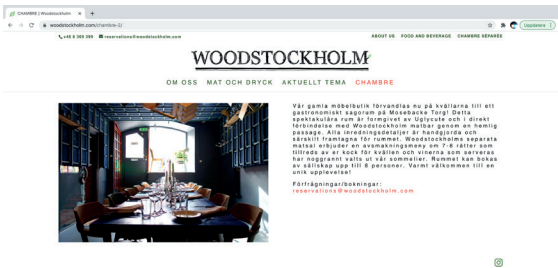 CHAMBRE | Woodstockholm
woodstockholm.com/chambre-2/
Uppdatera
+46 8 369 399 reservations@woodstockholm.com
ABOUT US FOOD AND BEVERAGE CHAMBRE SÉPARÉE
WOODSTOCKHOLM
OM OSS MAT OCH DRYCK AKTUELLT TEMA CHAMBRE
Vår gamla möbelbutik förvandlas nu på kvällarna till ett
gastronomiskt sagorum på Mosebacke Torg! Detta
spektakulära rum är formgivet av Uglycute och i direkt
förbindelse med Woodstockholm matbar genom en hemlig
passage. Alla inredningsdetaljer är handgjorda och
särskilt framtagna för rummet. Woodstockholms separata
matsal erbjuder en avsmakningsmeny om 7-8 rätter som
tillreds av er kock för kvällen och vinerna som serveras
har noggrannt valts ut vår sommelier. Rummet kan bokas
av sällskap upp till 8 personer. Varmt välkommen till en
unik upplevelse!
Förfrågningar/bokningar:
reservations@woodstockholm.com